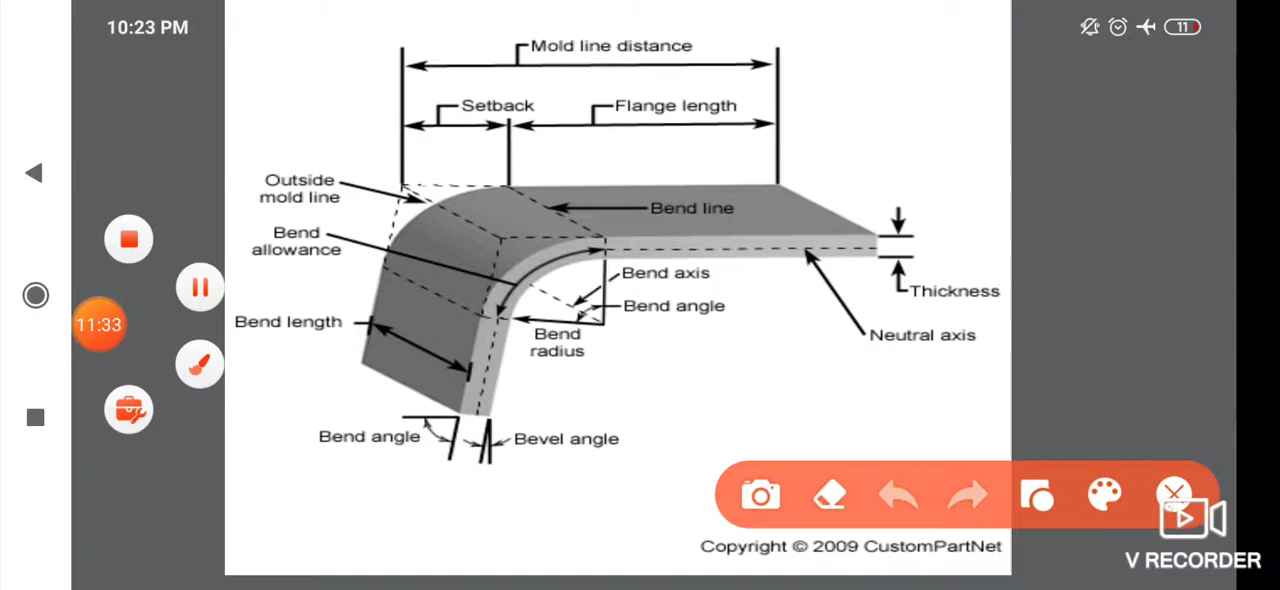 10:23 PM
11
Mold line distance
Setback
Flange length
Outside
mold line
Bend line
Bend
allowance
Bend axis
Thickness
Bend angle
Bend length
Bend
radius
Neutral axis
11:33
Bend angle
Bevel angle
Copyright © 2009 CustomPartNet
V RECORDER